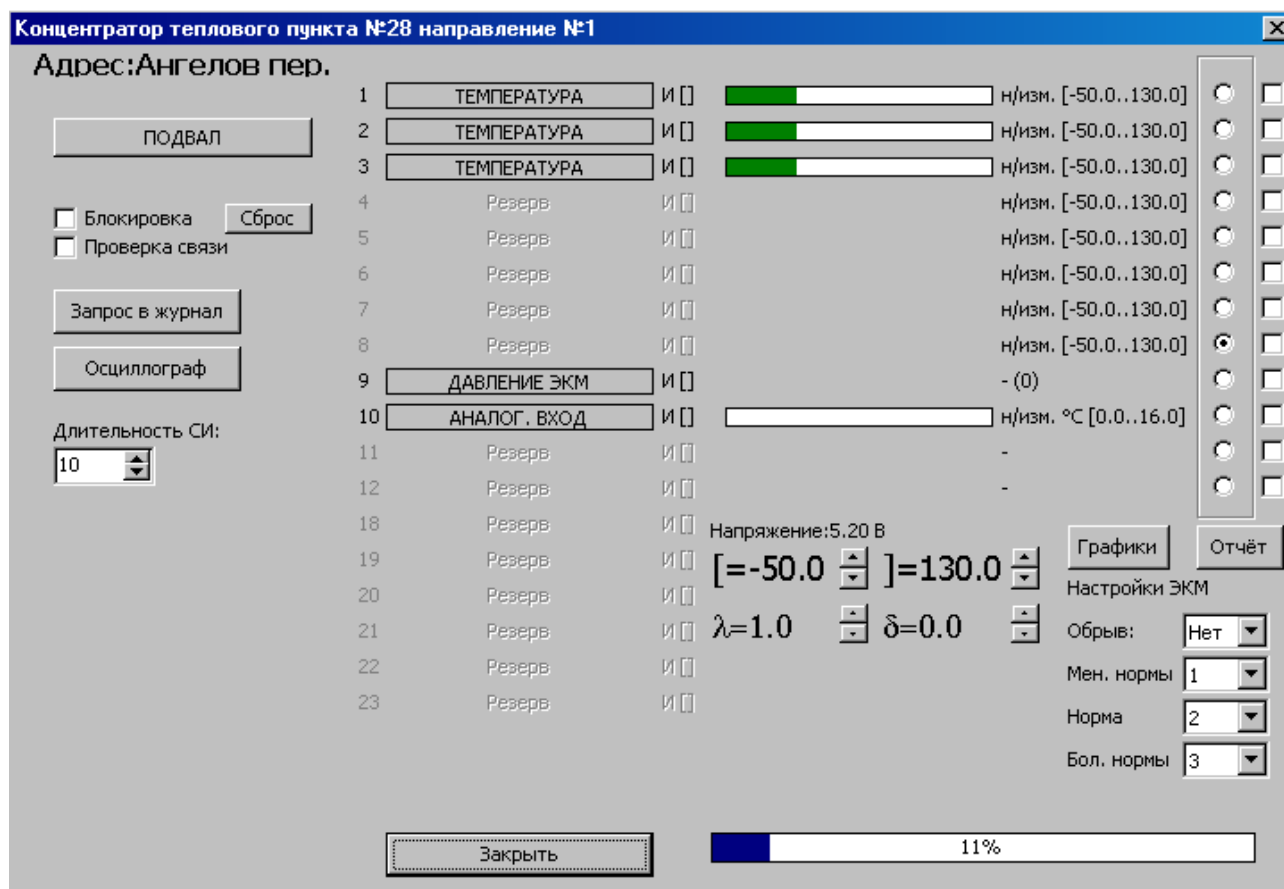 Концентратор теплового пункта №28 направление №1
Адрес:Ангелов пер.
ПОДВАЛ
Блокировка Сброс
Проверка связи
Запрос в журнал
Осциллограф
Длительность СИ:
10
1 ТЕМПЕРАТУРА И [] н/изм. [-50.0..130.0]
2 ТЕМПЕРАТУРА И [] н/изм. [-50.0..130.0]
3 ТЕМПЕРАТУРА И [] н/изм. [-50.0..130.0]
4 Резерв И [] н/изм. [-50.0..130.0]
5 Резерв И [] н/изм. [-50.0..130.0]
6 Резерв И [] н/изм. [-50.0..130.0]
7 Резерв И [] н/изм. [-50.0..130.0]
8 Резерв И [] н/изм. [-50.0..130.0]
9 ДАВЛЕНИЕ ЭКМ И [] - (0)
10 АНАЛОГ. ВХОД И [] н/изм. °C [0.0..16.0]
11 Резерв И [] -
12 Резерв И [] -
18 Резерв И []
19 Резерв И []
20 Резерв И []
21 Резерв И []
22 Резерв И []
23 Резерв И []
Напряжение:5.20 В
[=-50.0 ]=130.0
λ=1.0 δ=0.0
Графики Отчёт
Настройки ЭКМ
Обрыв: Нет
Мен. нормы 1
Норма 2
Бол. нормы 3
Закрыть 11%